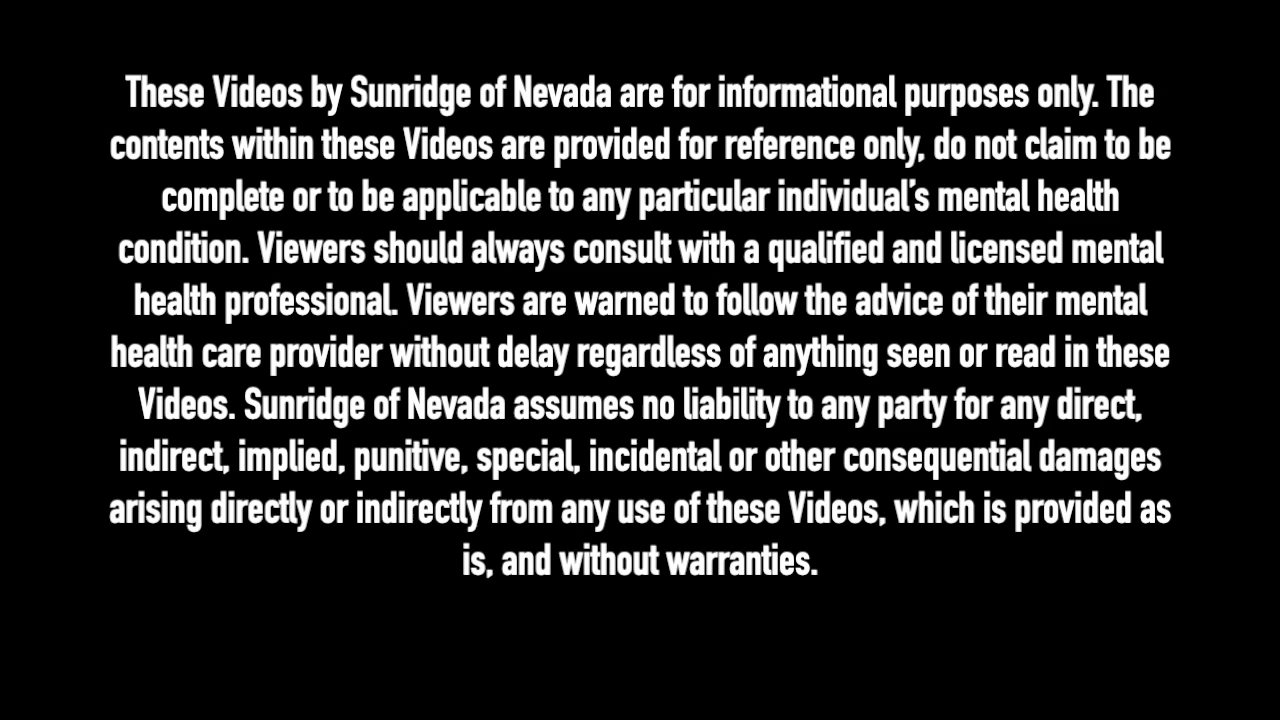 These Videos by Sunridge of Nevada are for informational purposes only. The
contents within these Videos are provided for reference only, do not claim to be
complete or to be applicable to any particular individual’s mental health
condition. Viewers should always consult with a qualified and licensed mental
health professional. Viewers are warned to follow the advice of their mental
health care provider without delay regardless of anything seen or read in these
Videos. Sunridge of Nevada assumes no liability to any party for any direct,
indirect, implied, punitive, special, incidental or other consequential damages
arising directly or indirectly from any use of these Videos, which is provided as
is, and without warranties.